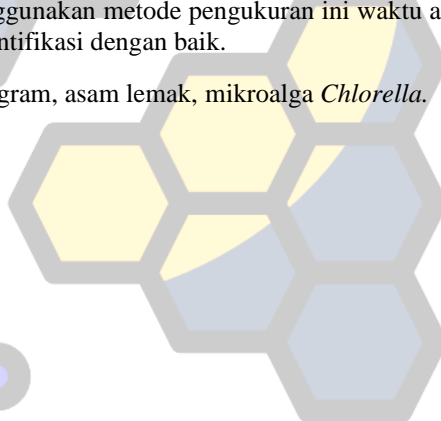 ggunakan metode pengukuran ini waktu a
ntifikasi dengan baik.
gram, asam lemak, mikroalga Chlorella.